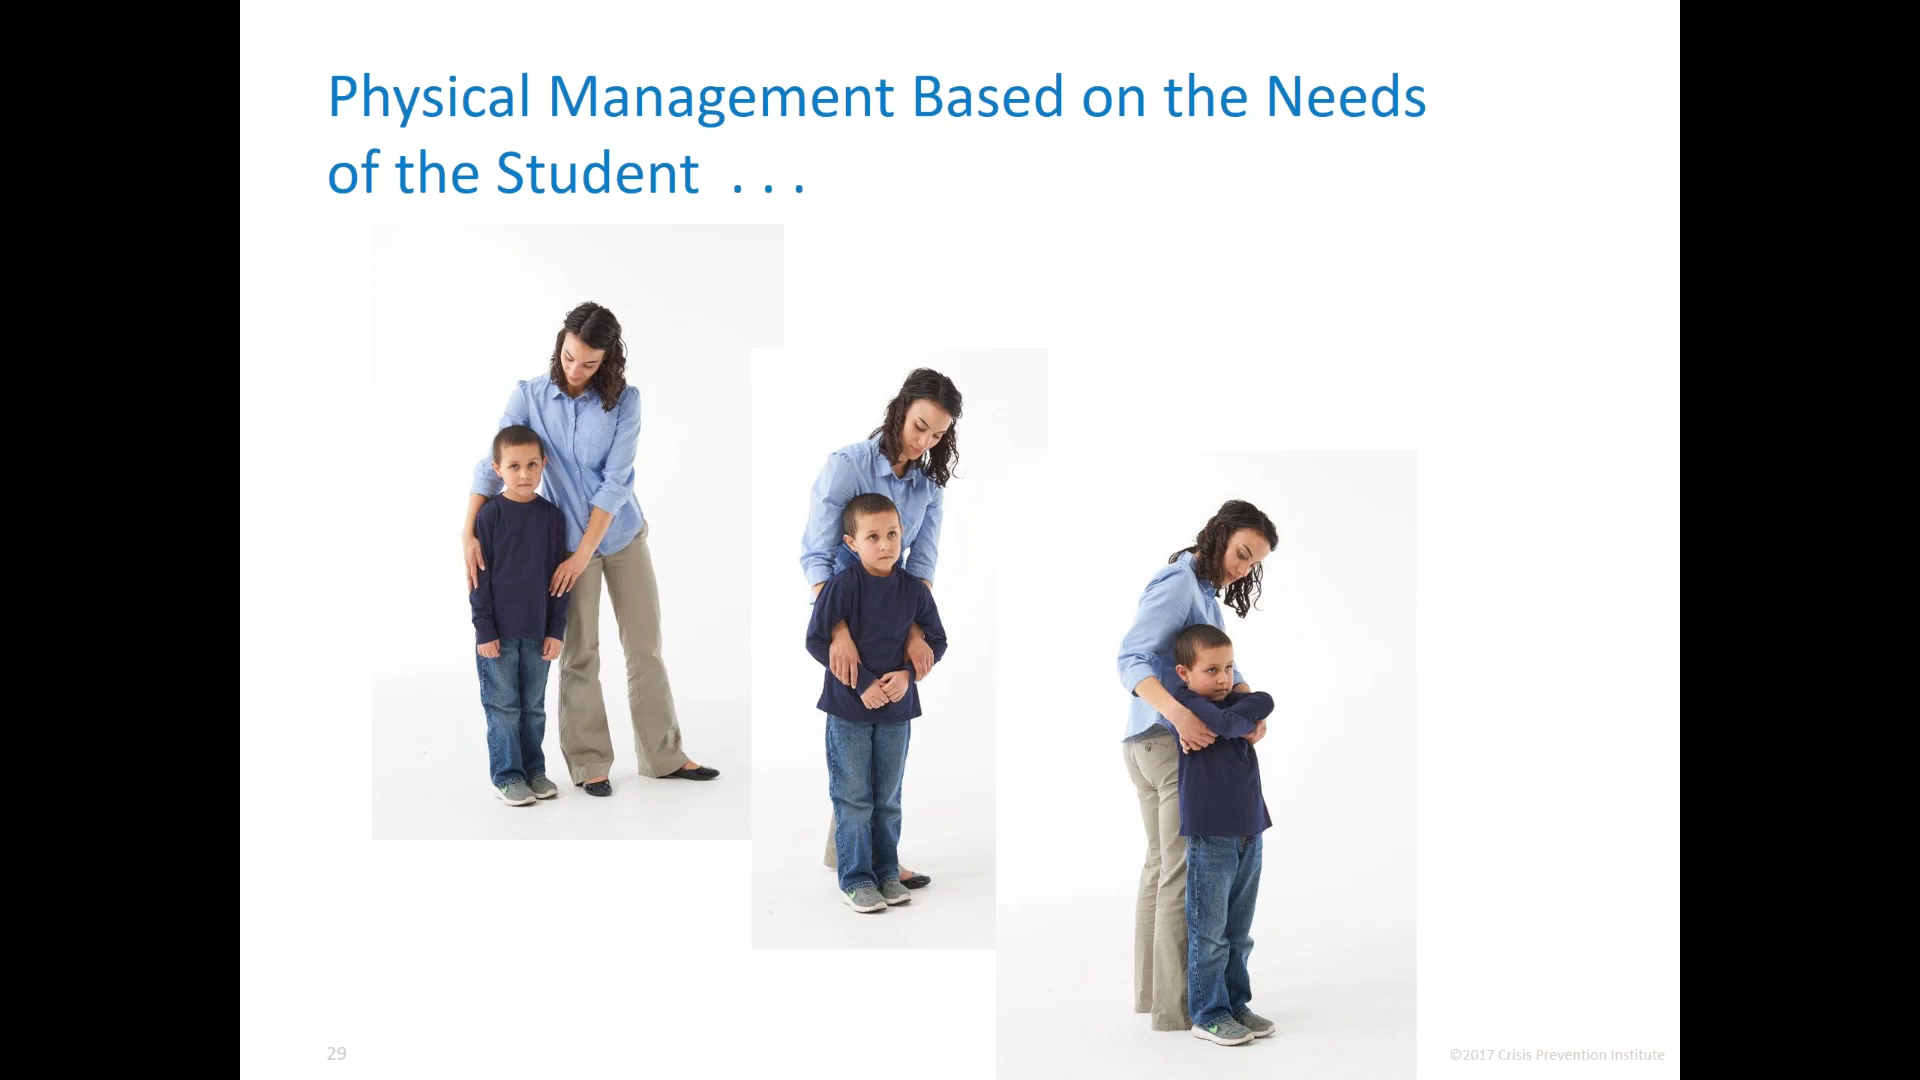 Physical Management Based on the Needs
of the Student . . .
29
©2017 Crisis Prevention Institute